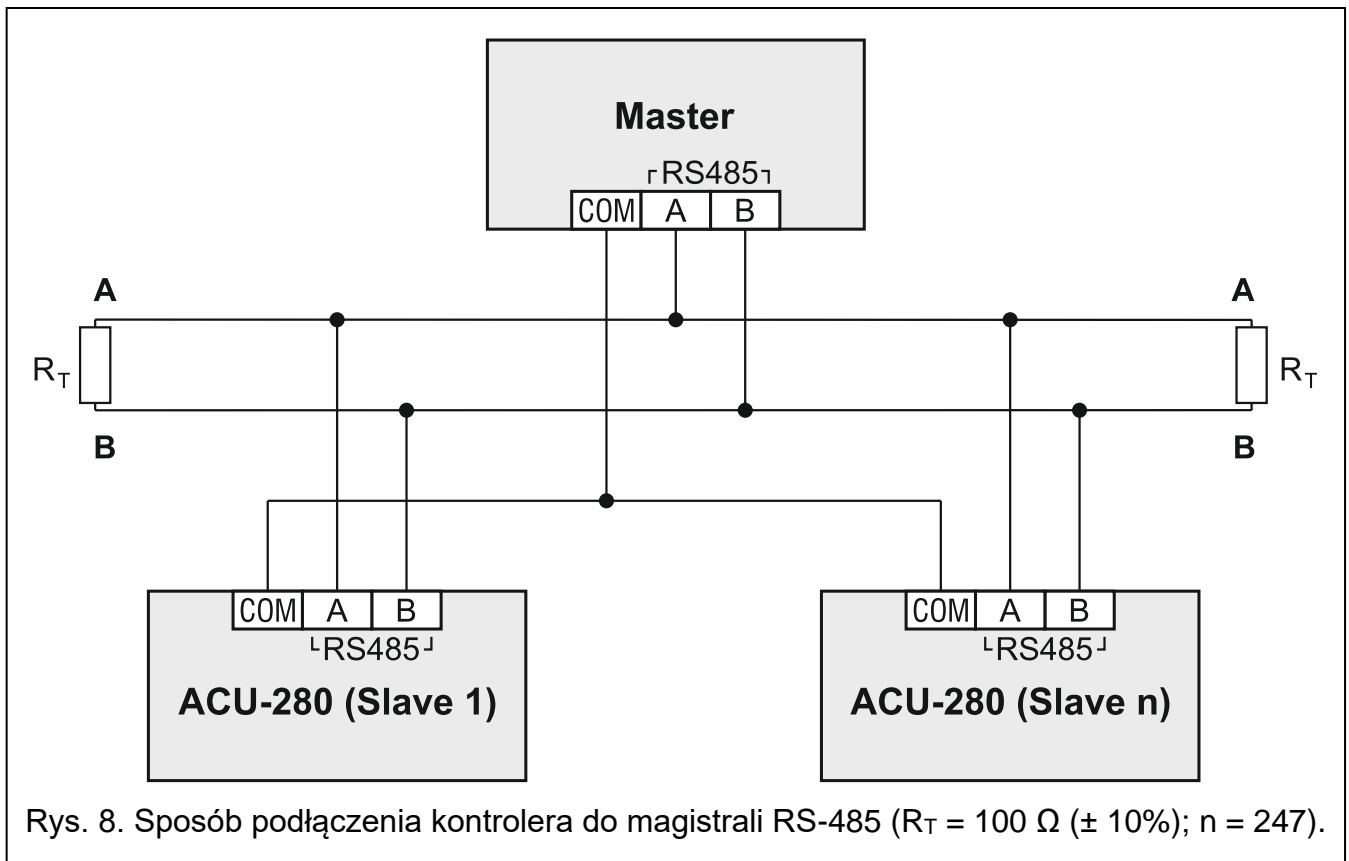 Master
RS485
COM A B
A A
R_T R_T
B B
COM A B COM A B
RS485 RS485
ACU-280 (Slave 1) ACU-280 (Slave n)
Rys. 8. Sposób podłączenia kontrolera do magistrali RS-485 (R_T = 100 Ω (± 10%); n = 247).